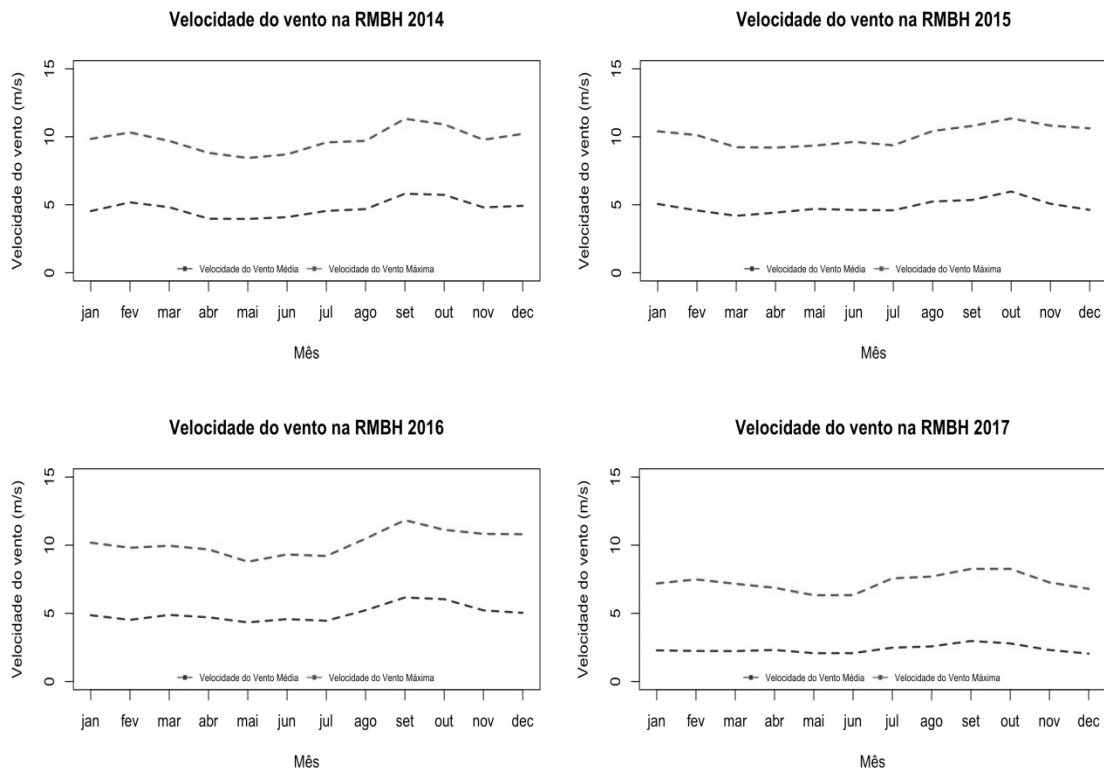 Velocidade do vento na RMBH 2014
Velocidade do vento (m/s)
15
10
5
0
Velocidade do Vento Média Velocidade do Vento Máxima
jan fev mar abr mai jun jul ago set out nov dec
Mês
Velocidade do vento na RMBH 2015
Velocidade do vento (m/s)
15
10
5
0
Velocidade do Vento Média Velocidade do Vento Máxima
jan fev mar abr mai jun jul ago set out nov dec
Mês
Velocidade do vento na RMBH 2016
Velocidade do vento (m/s)
15
10
5
0
Velocidade do Vento Média Velocidade do Vento Máxima
jan fev mar abr mai jun jul ago set out nov dec
Mês
Velocidade do vento na RMBH 2017
Velocidade do vento (m/s)
15
10
5
0
Velocidade do Vento Média Velocidade do Vento Máxima
jan fev mar abr mai jun jul ago set out nov dec
Mês